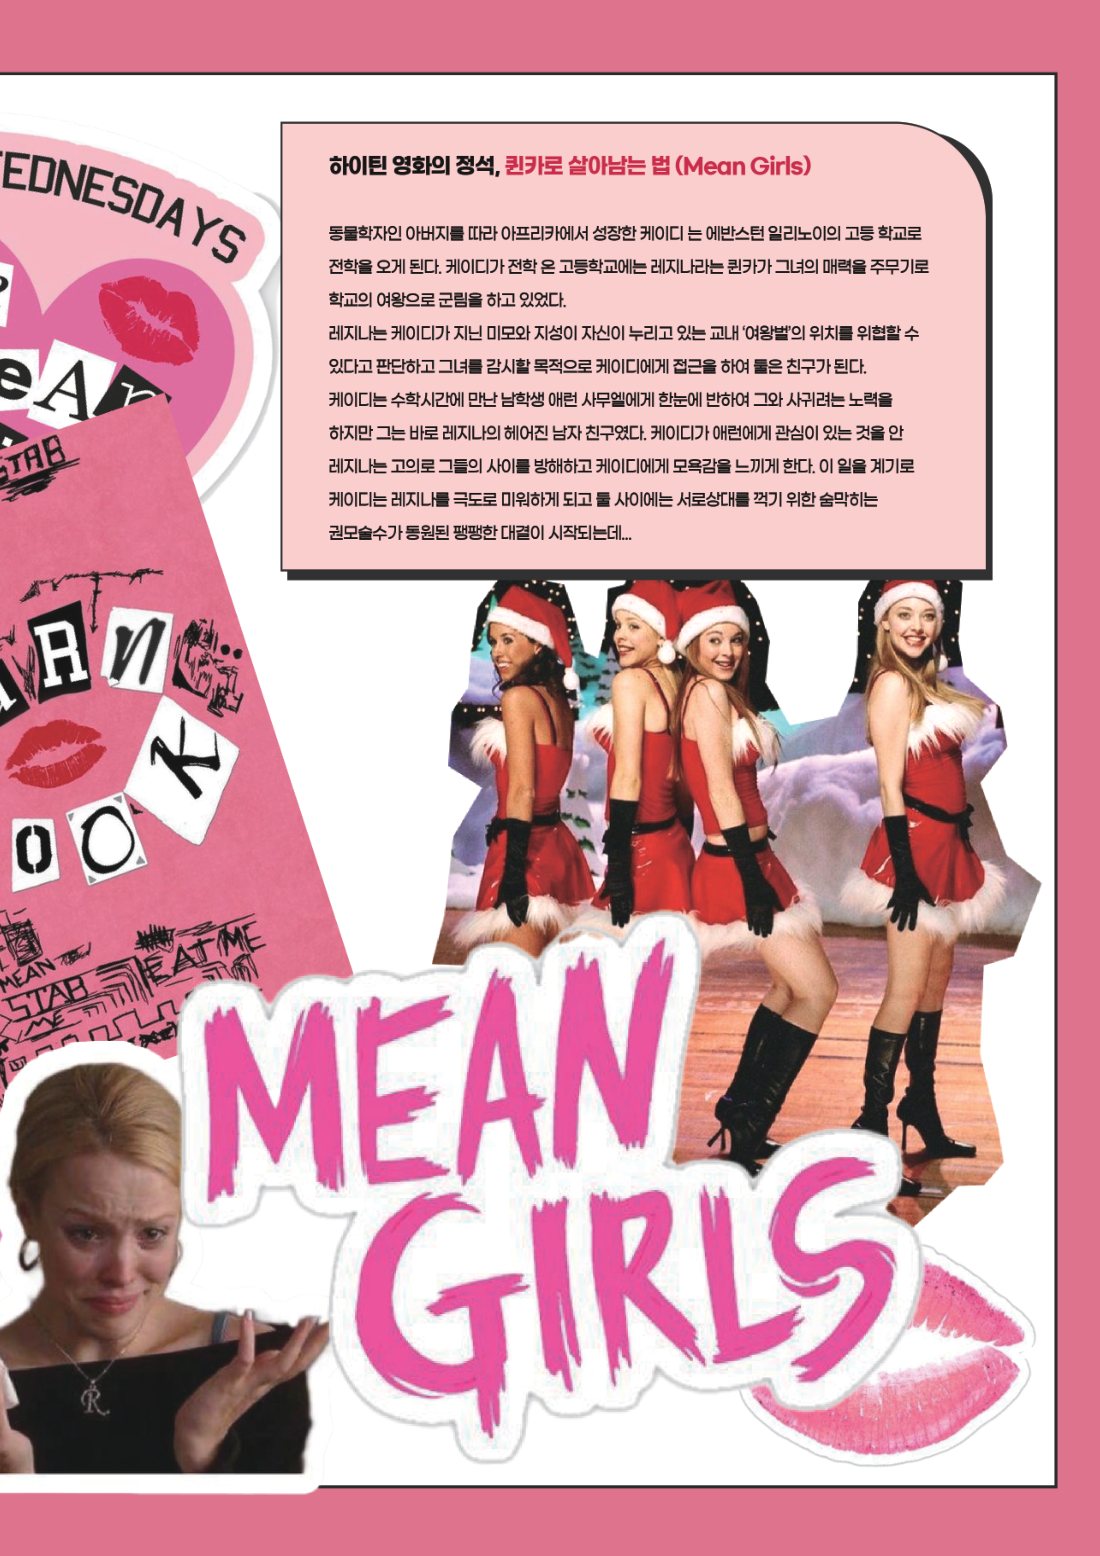 하이틴 영화의 정석, 퀸카로 살아남는 법 (Mean Girls)
동물학자인 아버지를 따라 아프리카에서 성장한 케이디 는 에반스턴 일리노이의 고등 학교로
전학을 오게 된다. 케이디가 전학 온 고등학교에는 레지나라는 퀸카가 그녀의 매력을 주무기로
학교의 여왕으로 군림을 하고 있었다.
레지나는 케이디가 지닌 미모와 지성이 자신이 누리고 있는 교내 '여왕벌'의 위치를 위협할 수
있다고 판단하고 그녀를 감시할 목적으로 케이디에게 접근을 하여 둘은 친구가 된다.
케이디는 수학시간에 만난 남학생 애런 사무엘에게 한눈에 반하여 그와 사귀려는 노력을
하지만 그는 바로 레지나의 헤어진 남자 친구였다. 케이디가 애런에게 관심이 있는 것을 안
레지나는 고의로 그들의 사이를 방해하고 케이디에게 모욕감을 느끼게 한다. 이 일을 계기로
케이디는 레지나를 극도로 미워하게 되고 둘 사이에는 서로상대를 꺽기 위한 숨막히는
권모술수가 동원된 팽팽한 대결이 시작되는데...
EDNESDAYS
eAn
STAB
OOK
MEAN
STAB
ME
EAT ME
R
MEAN
GIRLS